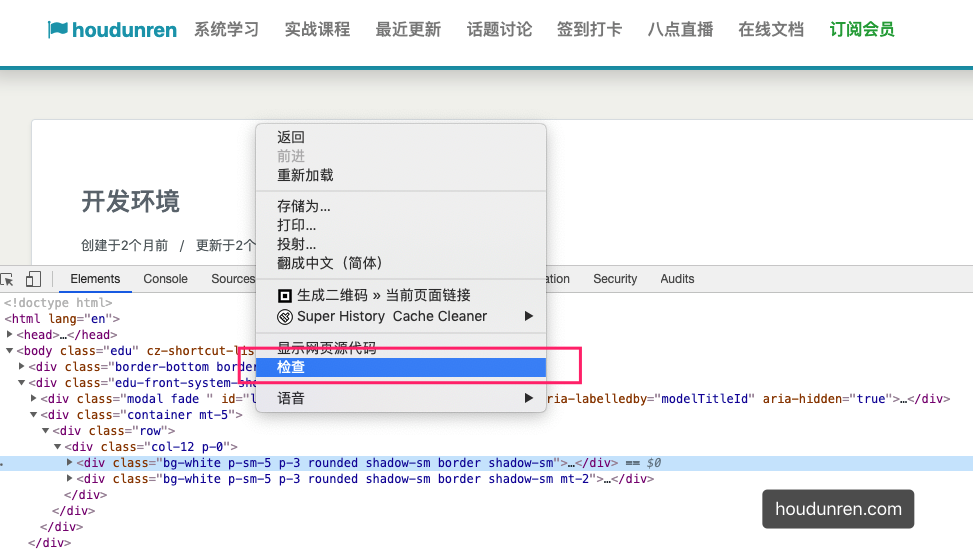 houdunren 系统学习 实战课程 最近更新 话题讨论 签到打卡 八点直播 在线文档 订阅会员
返回
前进
重新加载
开发环境
存储为...
打印...
创建于2个月前 / 更新于2个
投射...
翻成中文（简体）
Elements Console Sources ation Security Audits
生成二维码 » 当前页面链接
Super History Cache Cleaner
显示网页源代码
检查
语音
<!doctype html>
<html lang="en">
<head>…</head>
<body class="edu" cz-shortcut-lis
<div class="border-bottom borde
<div class="edu-front-system-sho
<div class="modal fade " id="l ria-labelledby="modelTitleId" aria-hidden="true">…</div>
<div class="container mt-5">
<div class="row">
<div class="col-12 p-0">
<div class="bg-white p-sm-5 p-3 rounded shadow-sm border shadow-sm">…</div> == $0
<div class="bg-white p-sm-5 p-3 rounded shadow-sm border shadow-sm mt-2">…</div>
</div>
</div>
</div>
</div>
houdunren.com